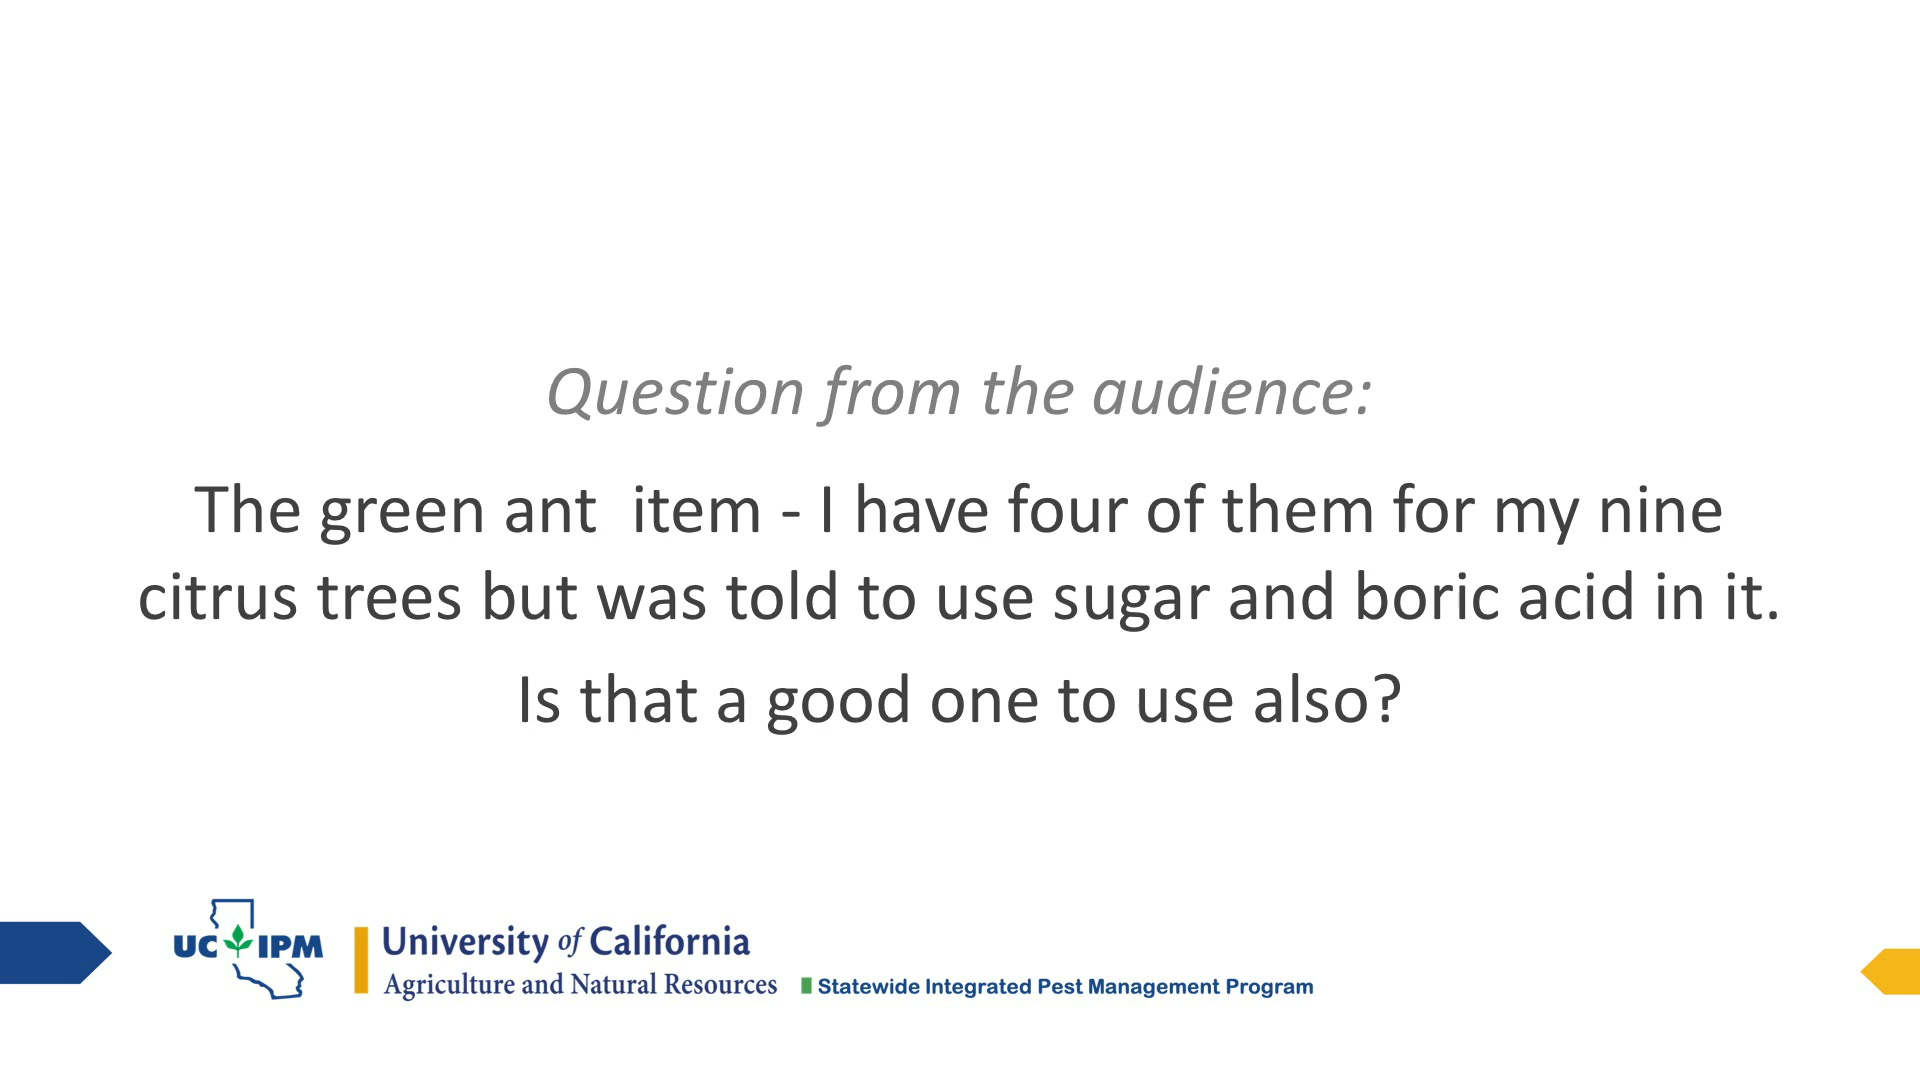 Question from the audience:
The green ant  item - I have four of them for my nine
citrus trees but was told to use sugar and boric acid in it.
Is that a good one to use also?
UC IPM
University of California
Agriculture and Natural Resources
Statewide Integrated Pest Management Program